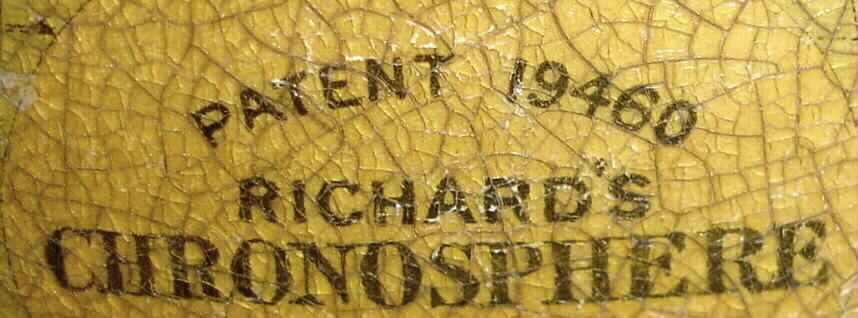 PATENT 19460
RICHARD'S
CHRONOSPHERE